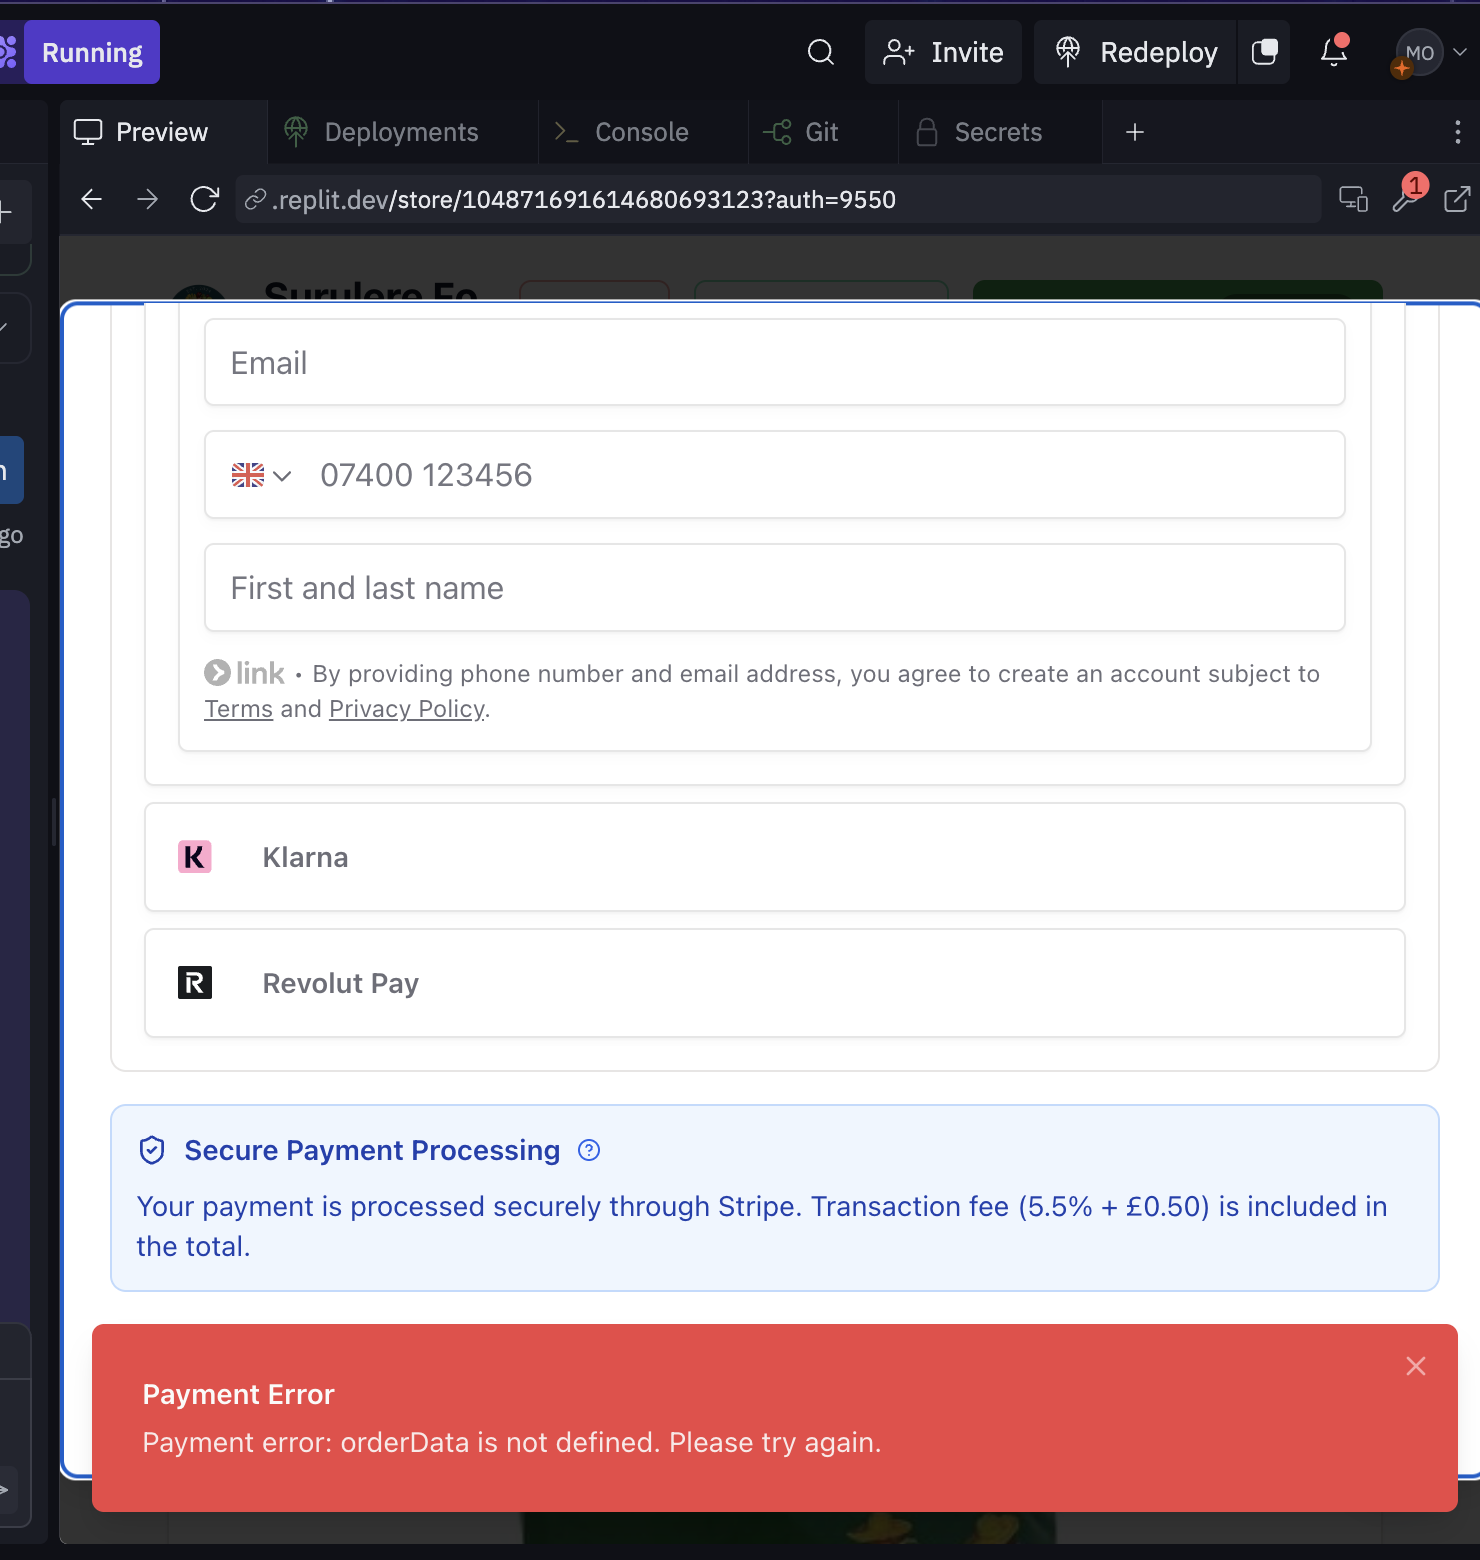 Running
Invite
Redeploy
MO
Preview
Deployments
Console
Git
Secrets
.replit.dev/store/104871691614680693123?auth=9550
1
go
Email
07400 123456
First and last name
link • By providing phone number and email address, you agree to create an account subject to
Terms and Privacy Policy.
K
Klarna
R
Revolut Pay
Secure Payment Processing
Your payment is processed securely through Stripe. Transaction fee (5.5% + £0.50) is included in
the total.
Payment Error
Payment error: orderData is not defined. Please try again.